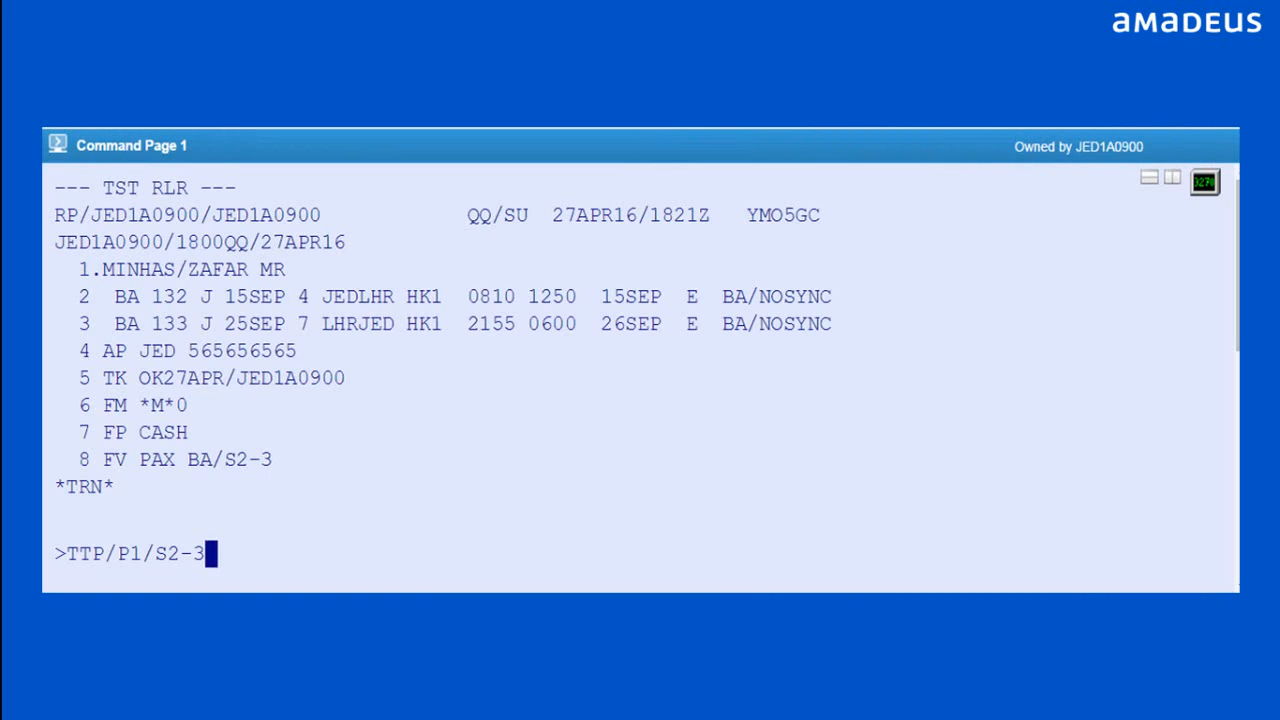 amadeus
Command Page 1 Owned by JED1A0900
--- TST RLR ---
RP/JED1A0900/JED1A0900 QQ/SU 27APR16/1821Z YMO5GC
JED1A0900/1800QQ/27APR16
1.MINHAS/ZAFAR MR
2 BA 132 J 15SEP 4 JEDLHR HK1 0810 1250 15SEP E BA/NOSYNC
3 BA 133 J 25SEP 7 LHRJED HK1 2155 0600 26SEP E BA/NOSYNC
4 AP JED 565656565
5 TK OK27APR/JED1A0900
6 FM *M*0
7 FP CASH
8 FV PAX BA/S2-3
*TRN*
>TTP/P1/S2-3
3270